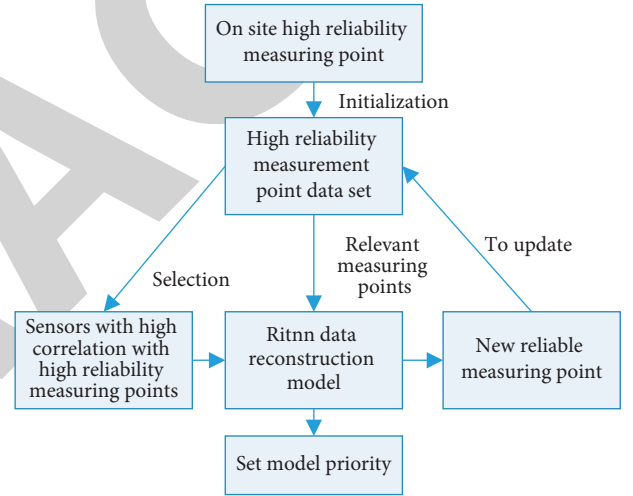 On site high reliability
measuring point
Initialization
High reliability
measurement
point data set
Selection
Relevant
measuring
points
To update
Sensors with high
correlation with
high reliability
measuring points
Ritnn data
reconstruction
model
New reliable
measuring point
Set model priority